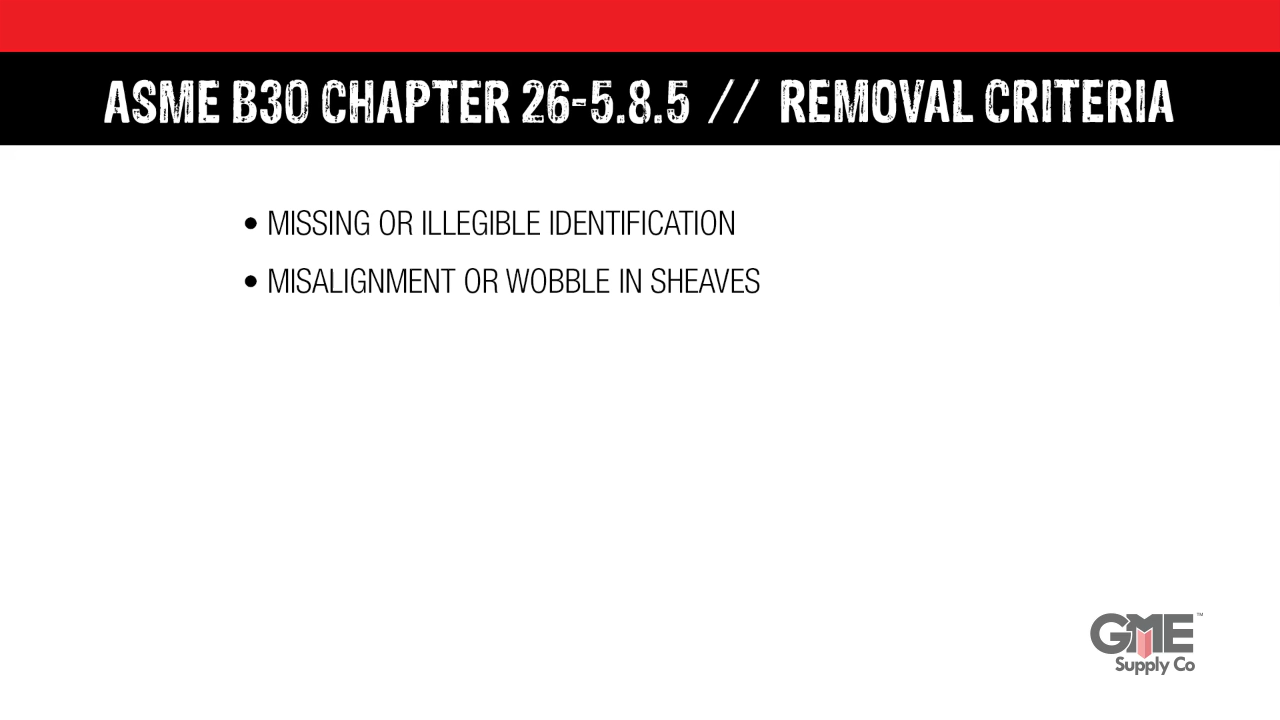 ASME B30 CHAPTER 26-5.8.5 // REMOVAL CRITERIA
• MISSING OR ILLEGIBLE IDENTIFICATION
• MISALIGNMENT OR WOBBLE IN SHEAVES
GME™
Supply Co